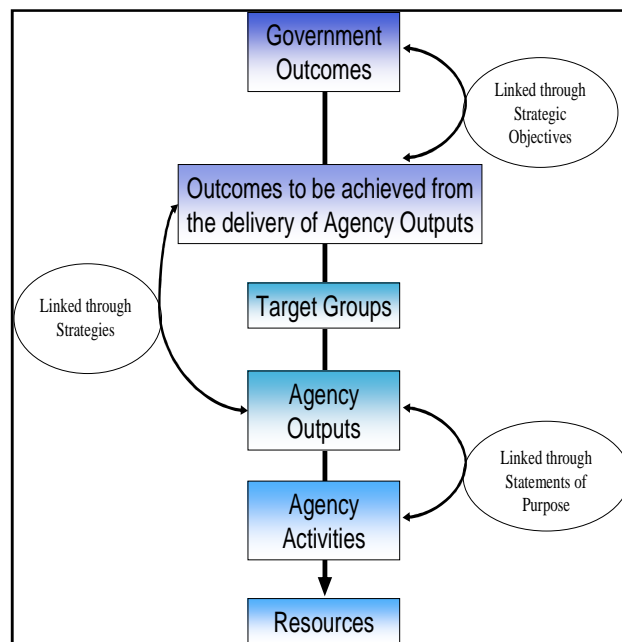 Government
Outcomes
Linked through
Strategic
Objectives
Outcomes to be achieved from
the delivery of Agency Outputs
Linked through
Strategies
Target Groups
Agency
Outputs
Linked through
Statements of
Purpose
Agency
Activities
Resources